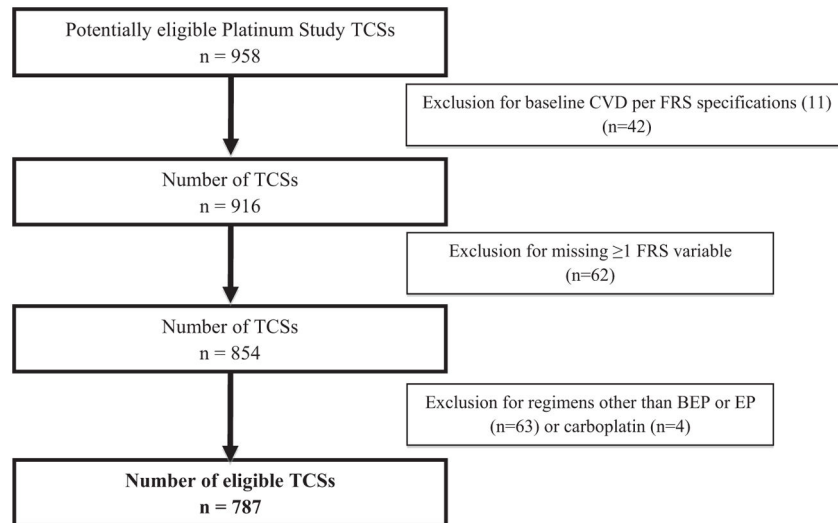 Potentially eligible Platinum Study TCSs
n = 958
Exclusion for baseline CVD per FRS specifications (11)
(n=42)
Number of TCSs
n = 916
Exclusion for missing ≥1 FRS variable
(n=62)
Number of TCSs
n = 854
Exclusion for regimens other than BEP or EP
(n=63) or carboplatin (n=4)
Number of eligible TCSs
n = 787